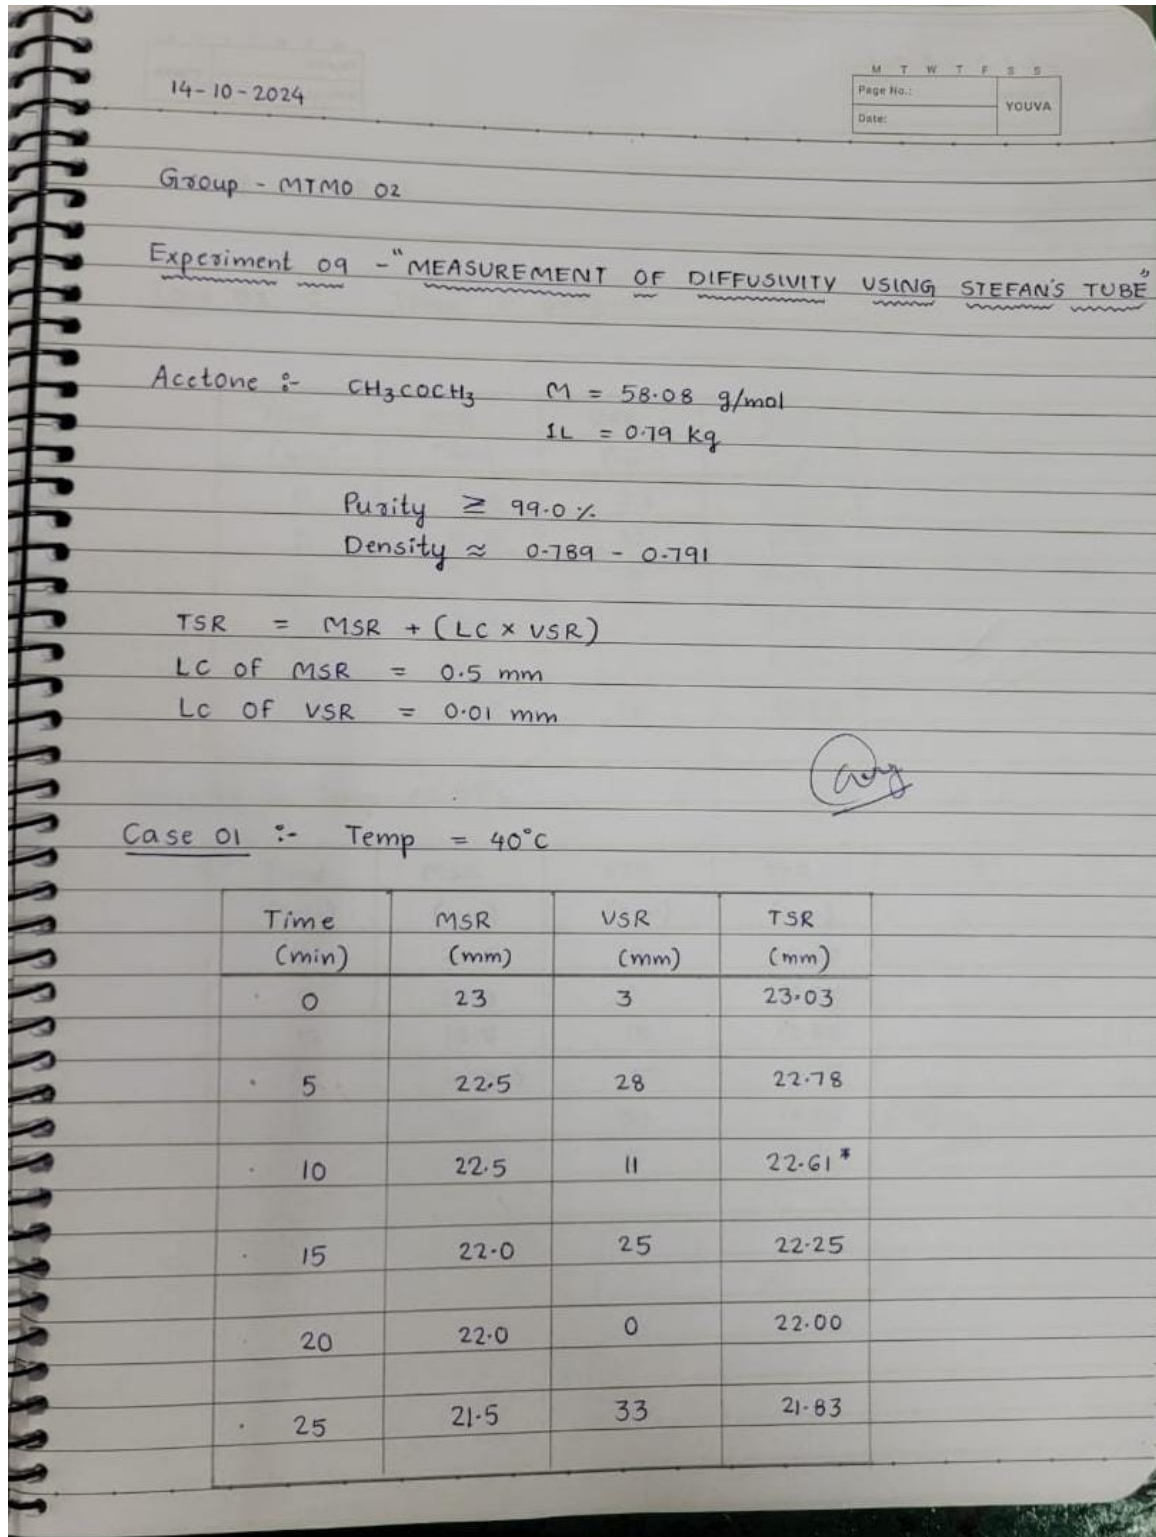 M T W T F S S
Page No.:
YOUVA
Date:
14-10-2024
Group - MTMO 02
Experiment 09 - "MEASUREMENT OF DIFFUSIVITY USING STEFAN'S TUBE"
Acetone :- CH₃COCH₃ M = 58.08 g/mol
1L = 0.79 kg
Purity ≥ 99.0 %
Density ≈ 0.789 - 0.791
TSR = MSR + (LC × VSR)
LC OF MSR = 0.5 mm
LC OF VSR = 0.01 mm
Case 01 :- Temp = 40°C
Time MSR VSR TSR
(min) (mm) (mm) (mm)
0 23 3 23.03
5 22.5 28 22.78
10 22.5 11 22.61 *
15 22.0 25 22.25
20 22.0 0 22.00
25 21.5 33 21.83